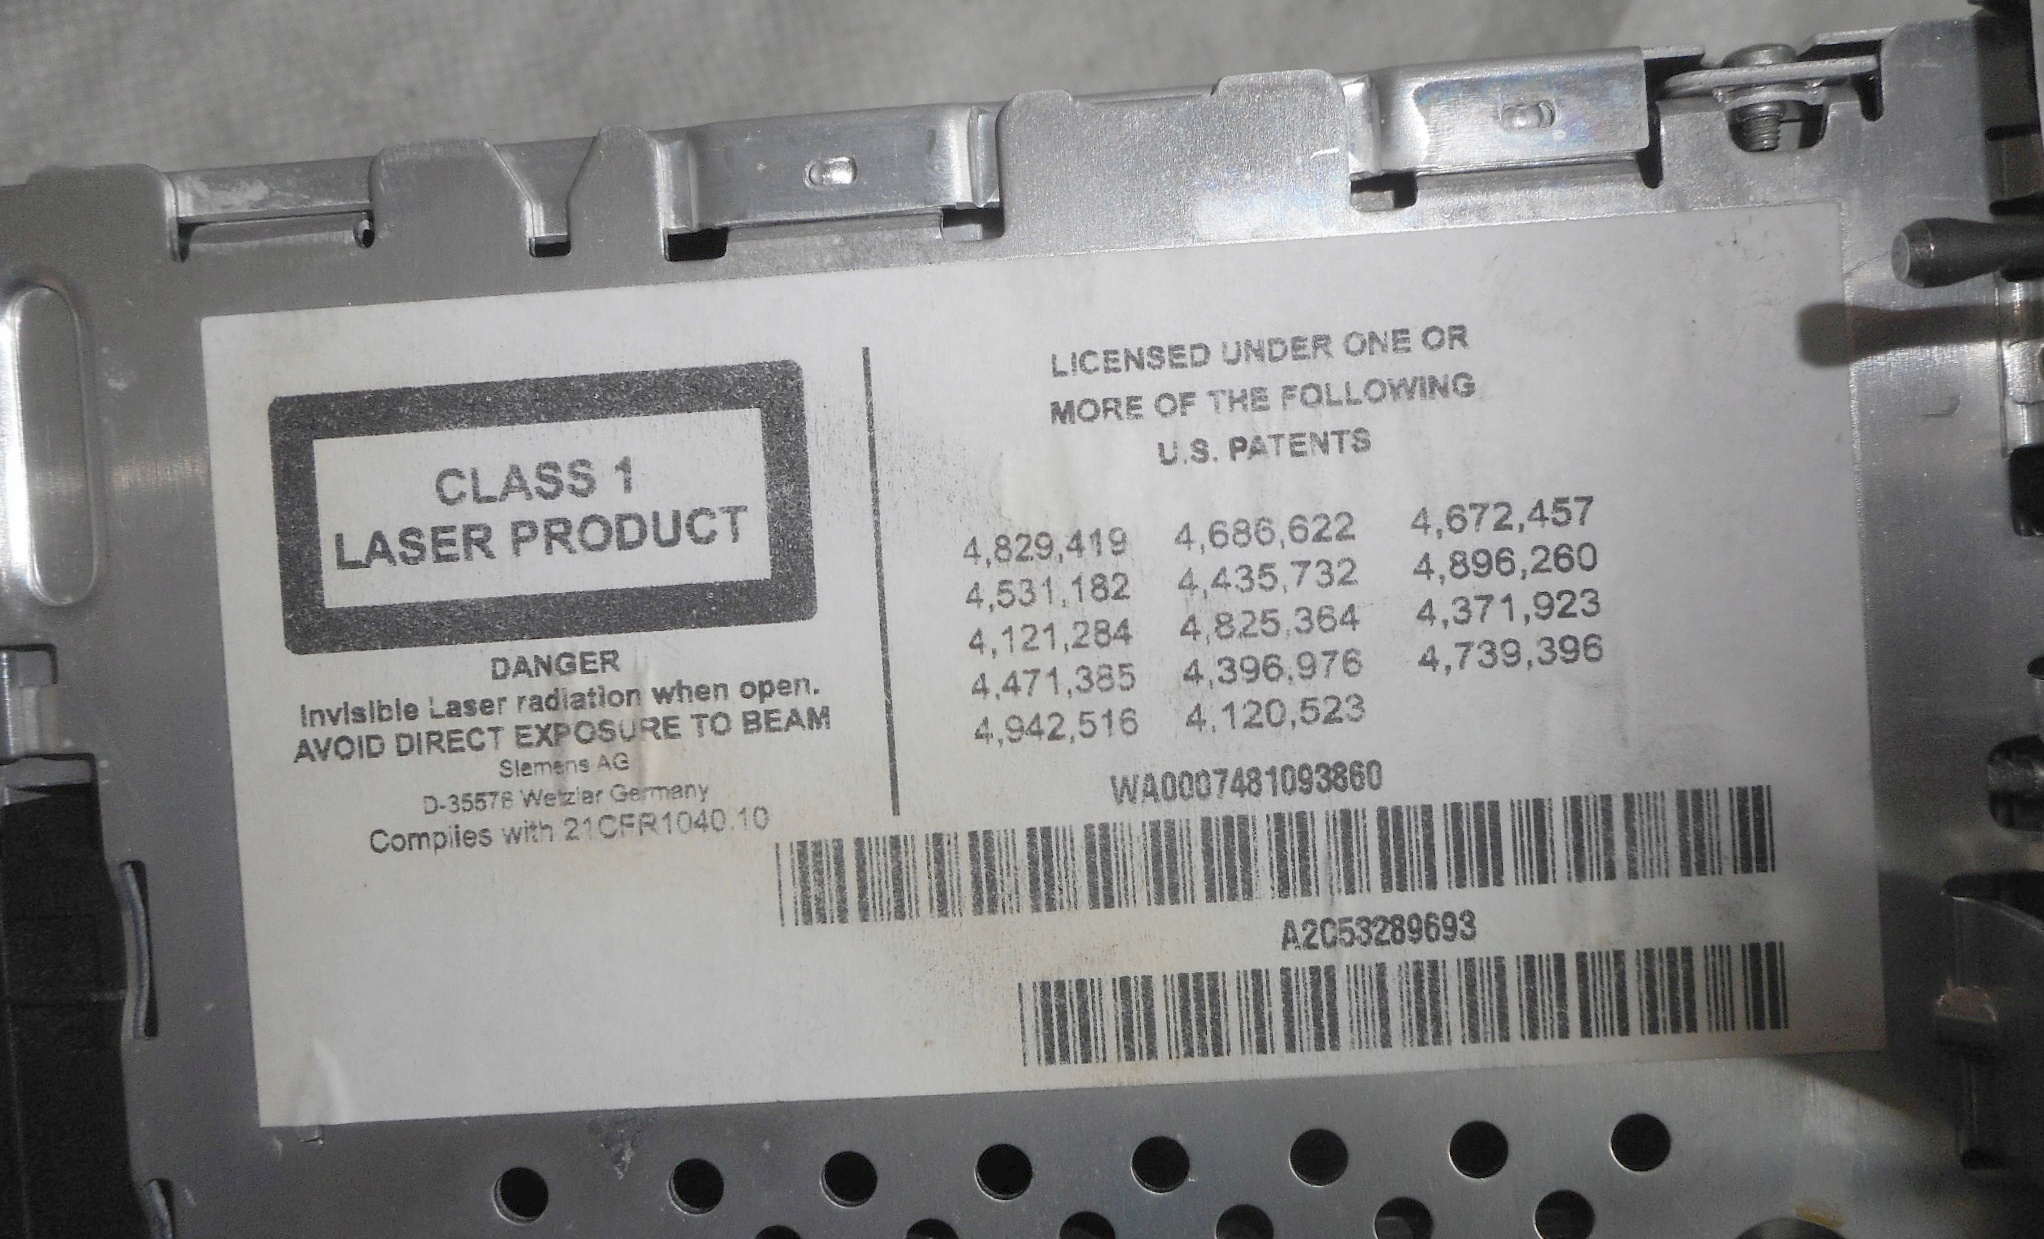 CLASS 1
LASER PRODUCT
DANGER
Invisible Laser radiation when open.
AVOID DIRECT EXPOSURE TO BEAM
Siemens AG
D-35576 Wetzlar Germany
Complies with 21CFR1040.10
LICENSED UNDER ONE OR
MORE OF THE FOLLOWING
U.S. PATENTS
4,829,419 4,686,622 4,672,457
4,531,182 4,435,732 4,896,260
4,121,284 4,825,364 4,371,923
4,471,385 4,396,976 4,739,396
4,942,516 4,120,523
WA0007481093860
A2C53289693